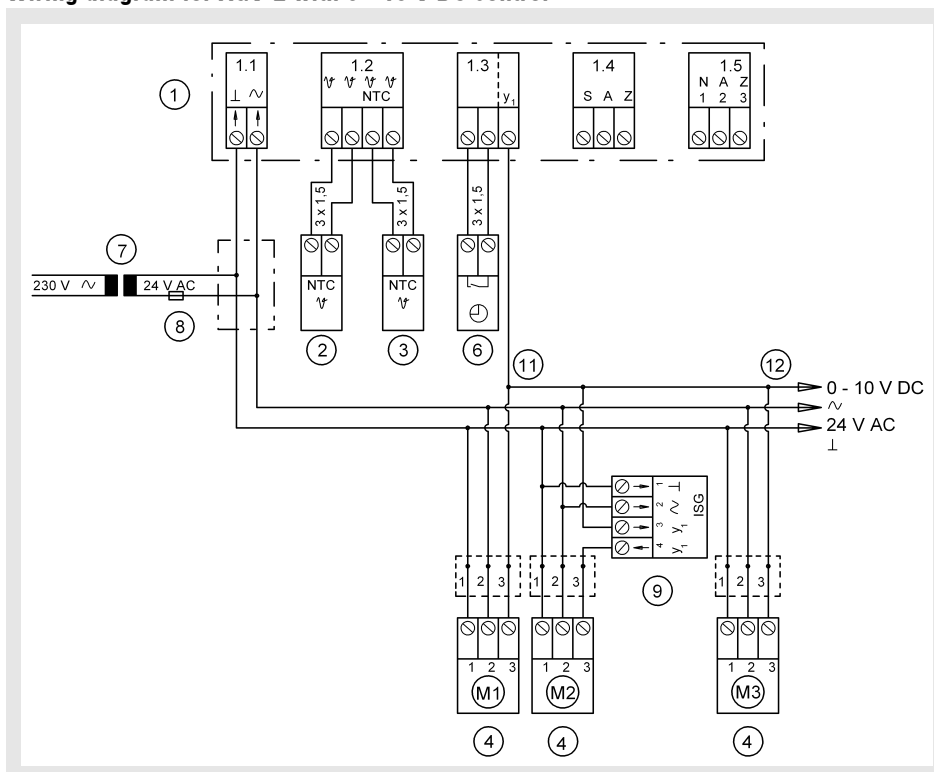 1.1 1.2 1.3 1.4 1.5
N A Z
NTC y1 S A Z 1 2 3
1
3 x 1,5 3 x 1,5 3 x 1,5
7
230 V 24 V AC
NTC NTC
8 2 3 6
11 12
0 - 10 V DC
24 V AC
1
2 ISG
3 y1
4 y1
1 2 3 1 2 3 1 2 3
9
1 2 3 1 2 3 1 2 3
M1 M2 M3
4 4 4